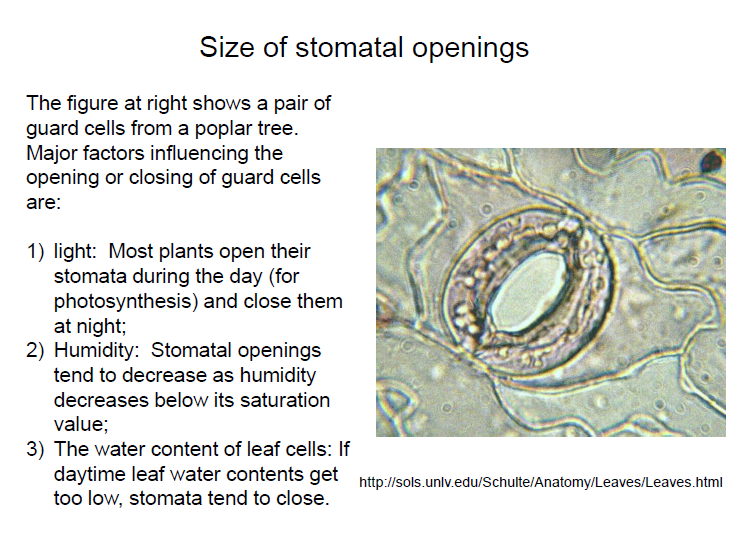 Size of stomatal openings
The figure at right shows a pair of
guard cells from a poplar tree.
Major factors influencing the
opening or closing of guard cells
are:
1) light: Most plants open their
stomata during the day (for
photosynthesis) and close them
at night;
2) Humidity: Stomatal openings
tend to decrease as humidity
decreases below its saturation
value;
3) The water content of leaf cells: If
daytime leaf water contents get
too low, stomata tend to close.
http://sols.unlv.edu/Schulte/Anatomy/Leaves/Leaves.html